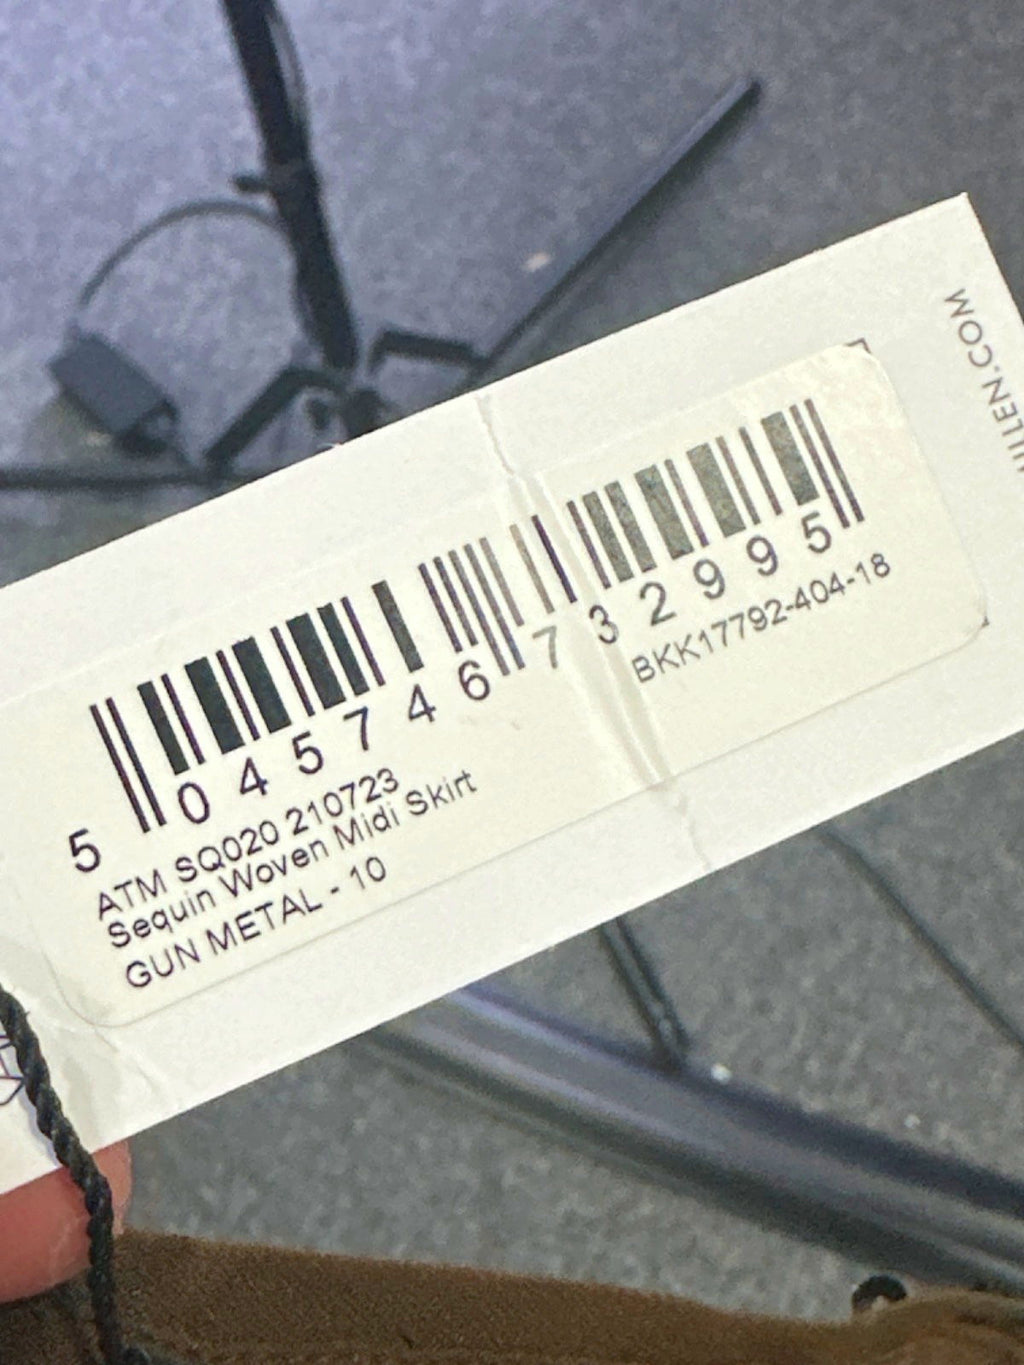 5 045746 732995
BKK17792-404-18
ATM SQ020 210723
Sequin Woven Midi Skirt
GUN METAL - 10